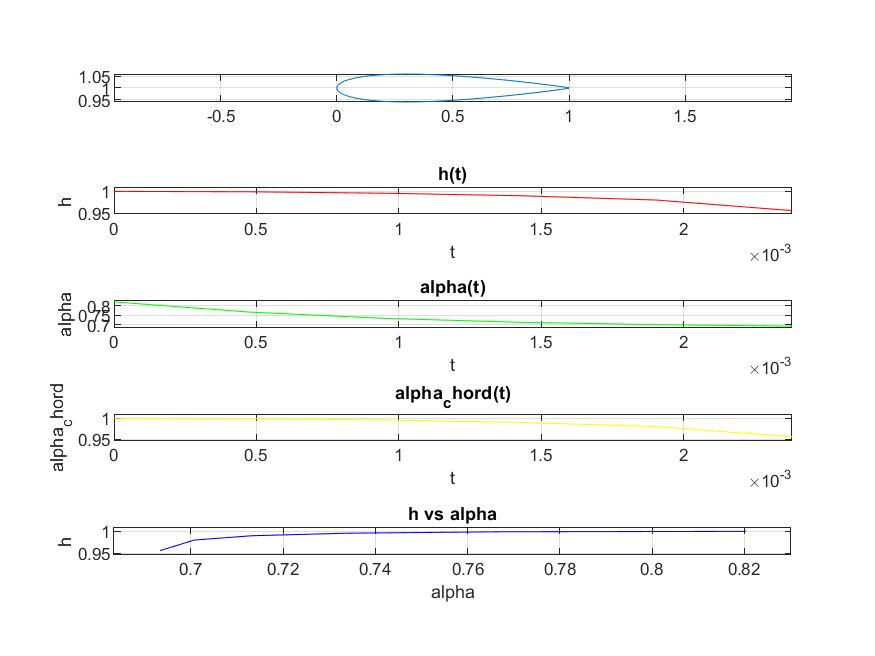 1.05
1
0.95
-0.5 0 0.5 1 1.5
h(t)
h
1
0.95
0 0.5 1 1.5 2
t
×10-3
alpha(t)
alpha
0.8
0.75
0.7
0 0.5 1 1.5 2
t
×10-3
alphachord(t)
alphachord
1
0.95
0 0.5 1 1.5 2
t
×10-3
h vs alpha
h
1
0.95
0.7 0.72 0.74 0.76 0.78 0.8 0.82
alpha